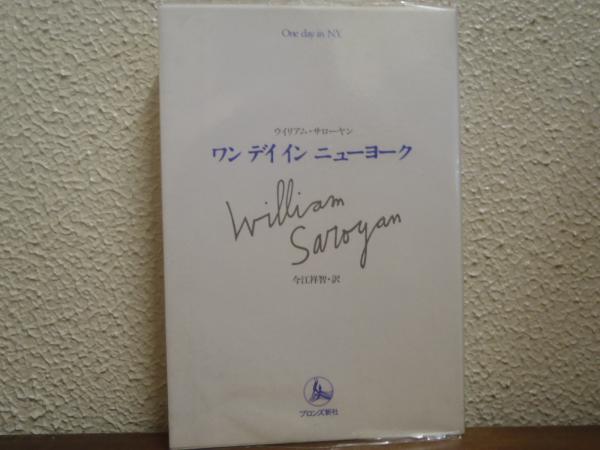 One day in N.Y.
ウイリアム・サローヤン
ワン デイ イン ニューヨーク
William
Saroyan
今江祥智・訳
ブロンズ新社